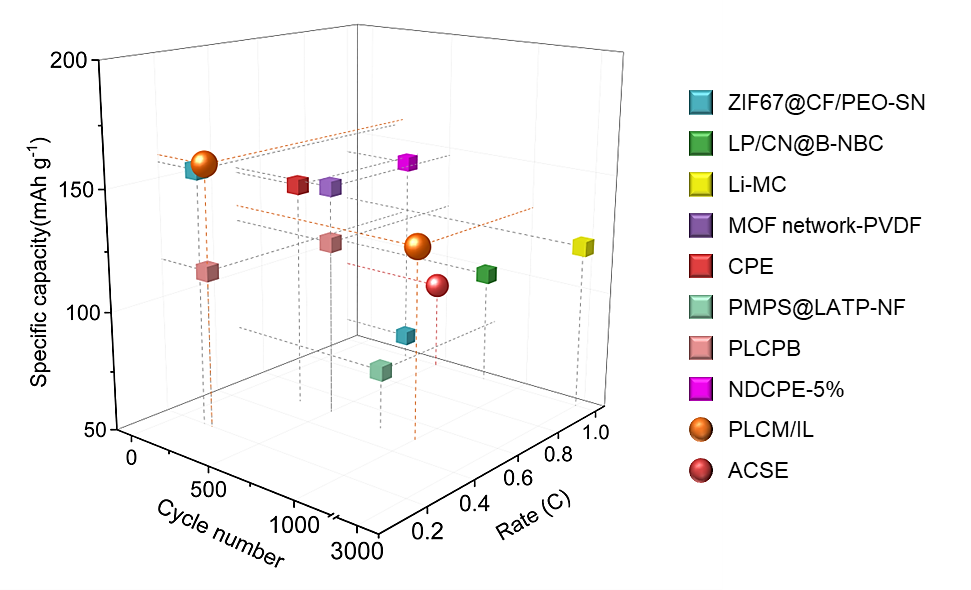 200
150
100
50
Specific capacity(mAh g⁻¹)
0
500
1000
3000
Cycle number
0.2
0.4
0.6
0.8
1.0
Rate (C)
ZIF67@CF/PEO-SN
LP/CN@B-NBC
Li-MC
MOF network-PVDF
CPE
PMPS@LATP-NF
PLCPB
NDCPE-5%
PLCM/IL
ACSE